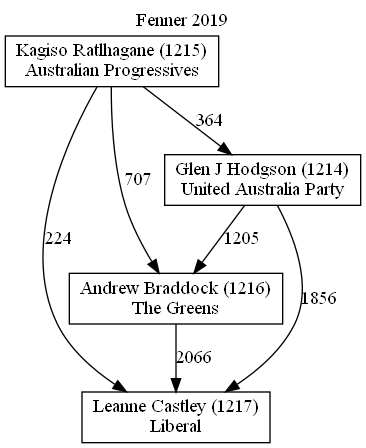 Fenner 2019
Kagiso Ratlhagane (1215)
Australian Progressives
364
Glen J Hodgson (1214)
United Australia Party
707
224
1205
Andrew Braddock (1216)
The Greens
1856
2066
Leanne Castley (1217)
Liberal